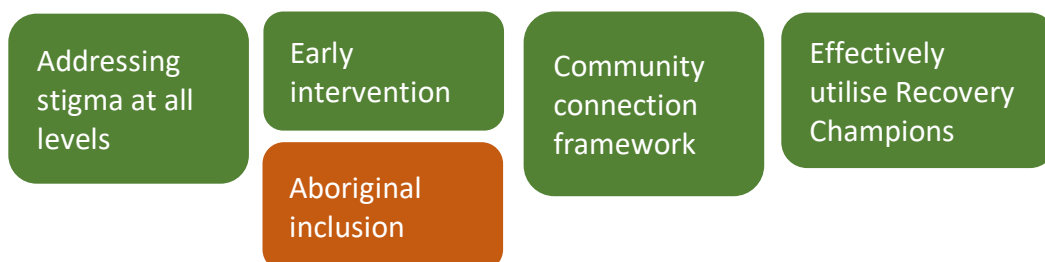 Addressing
stigma at all
levels
Early
intervention
Aboriginal
inclusion
Community
connection
framework
Effectively
utilise Recovery
Champions